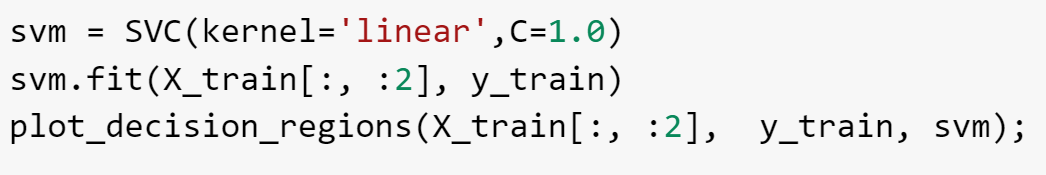 svm = SVC(kernel='linear',C=1.0)
svm.fit(X_train[:, :2], y_train)
plot_decision_regions(X_train[:, :2],  y_train, svm);